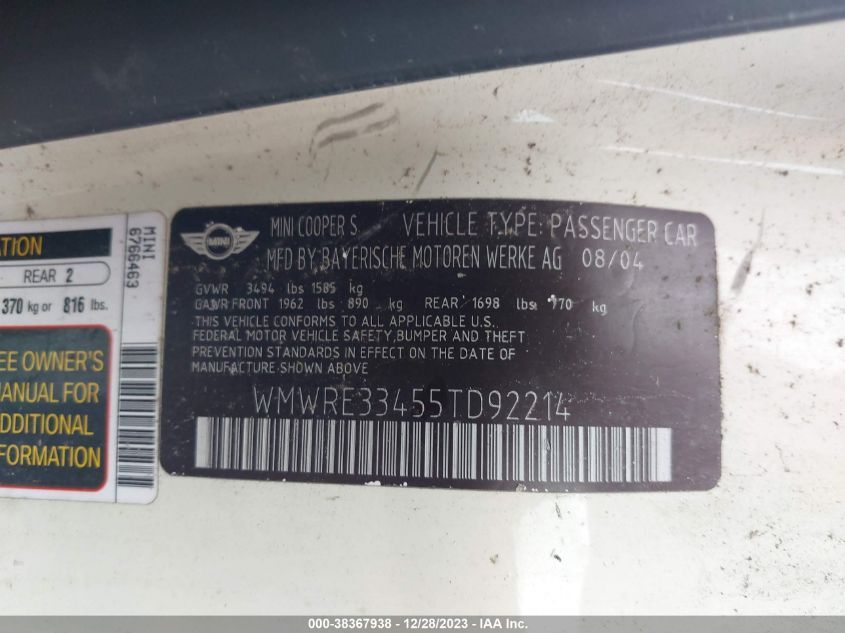 ATION
REAR 2
370 kg or 816 lbs.
EE OWNER'S
MANUAL FOR
ADDITIONAL
FORMATION
MINI
6766463
MINI
MINI COOPER S VEHICLE TYPE: PASSENGER CAR
MFD BY BAYERISCHE MOTOREN WERKE AG 08/04
GVWR 3494 lbs 1585 kg
GAWR FRONT 1962 lbs 890 kg REAR 1698 lbs 770 kg
THIS VEHICLE CONFORMS TO ALL APPLICABLE U.S.
FEDERAL MOTOR VEHICLE SAFETY,BUMPER AND THEFT
PREVENTION STANDARDS IN EFFECT ON THE DATE OF
MANUFACTURE SHOWN ABOVE
WMWRE33455TD92214
000-38367938 - 12/28/2023 - IAA Inc.